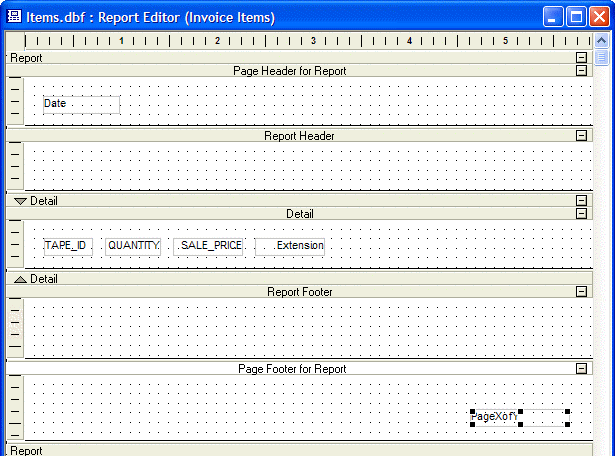 Items.dbf : Report Editor (Invoice Items)
1 2 3 4 5
Report
Page Header for Report
Date
Report Header
Detail
Detail
TAPE_ID QUANTITY. SALE_PRICE .Extension
Detail
Report Footer
Page Footer for Report
PageXofY
Report